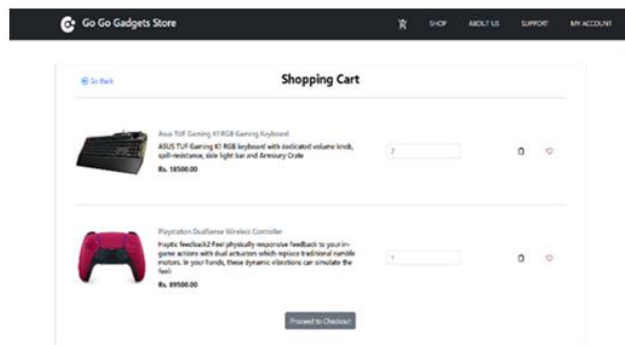 Go Go Gadgets Store
SHOP ABOUT US SUPPORT MY ACCOUNT
Go Back
Shopping Cart
Asus TUF Gaming K1 RGB Gaming Keyboard
ASUS TUF Gaming K1 RGB keyboard with dedicated volume knob,
spill-resistance, side light bar and Armoury Crate
2
Rs. 18500.00
Playstation DualSense Wireless Controller
Haptic feedback2 Feel physically responsive feedback to your in-
game actions with dual actuators which replace traditional rumble
motors. In your hands, these dynamic vibrations can simulate the
feeli
1
Rs. 89500.00
Proceed to Checkout